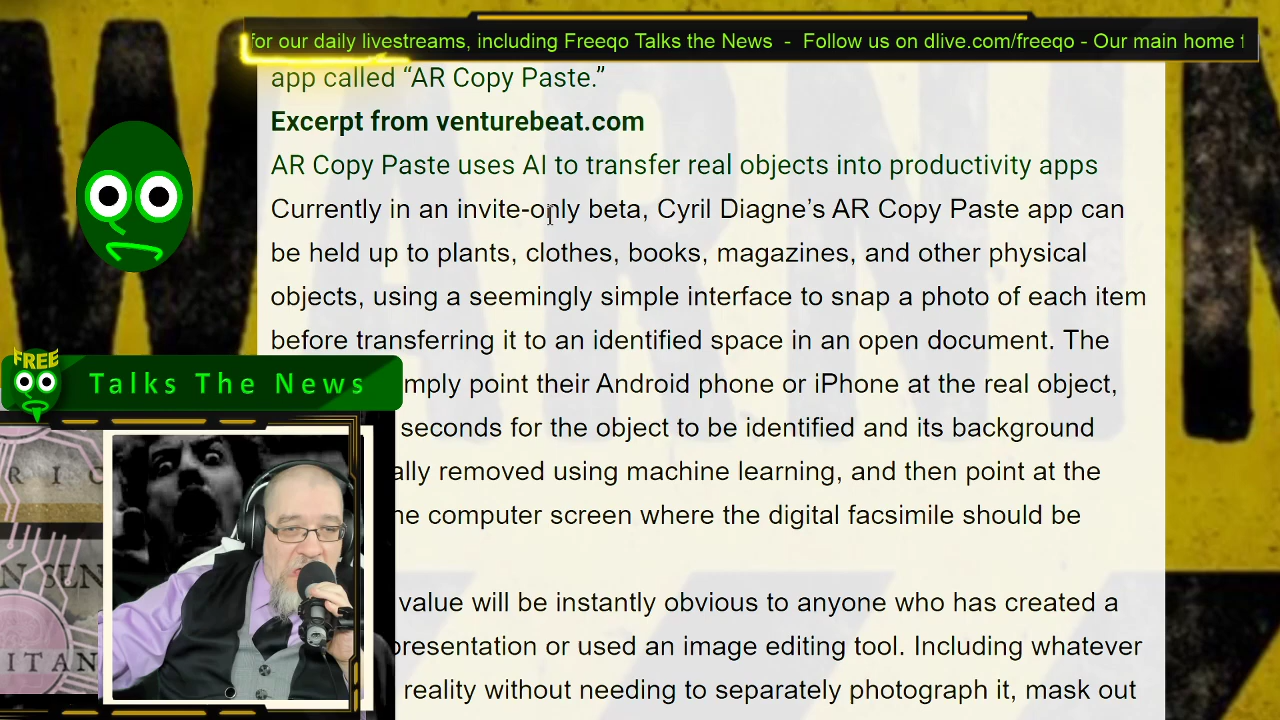 for our daily livestreams, including Freeqo Talks the News - Follow us on dlive.com/freeqo - Our main home
app called “AR Copy Paste.”
Excerpt from venturebeat.com
AR Copy Paste uses AI to transfer real objects into productivity apps
Currently in an invite-only beta, Cyril Diagne’s AR Copy Paste app can
be held up to plants, clothes, books, magazines, and other physical
objects, using a seemingly simple interface to snap a photo of each item
before transferring it to an identified space in an open document. The
mply point their Android phone or iPhone at the real object,
seconds for the object to be identified and its background
ally removed using machine learning, and then point at the
he computer screen where the digital facsimile should be
value will be instantly obvious to anyone who has created a
presentation or used an image editing tool. Including whatever
reality without needing to separately photograph it, mask out
FREE
Talks The News
RIC
N SEN
ITAN